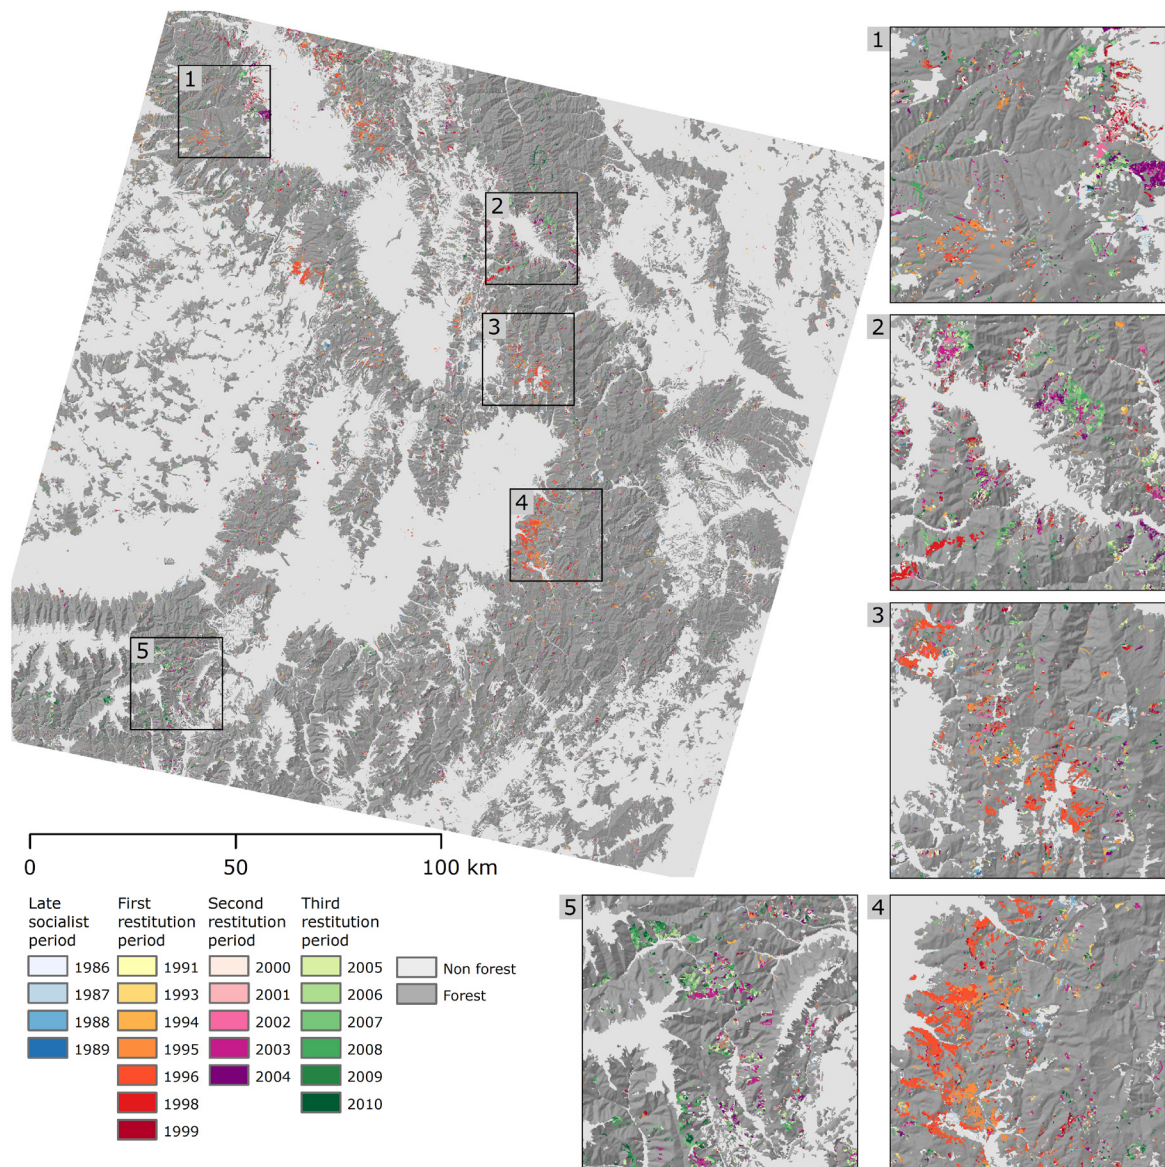 1
1
2
2
3
3
4
5
5
4
0
50
100 km
Late
socialist
period
1986
1987
1988
1989
First
restitution
period
1991
1993
1994
1995
1996
1998
1999
Second
restitution
period
2000
2001
2002
2003
2004
Third
restitution
period
2005
2006
2007
2008
2009
2010
Non forest
Forest